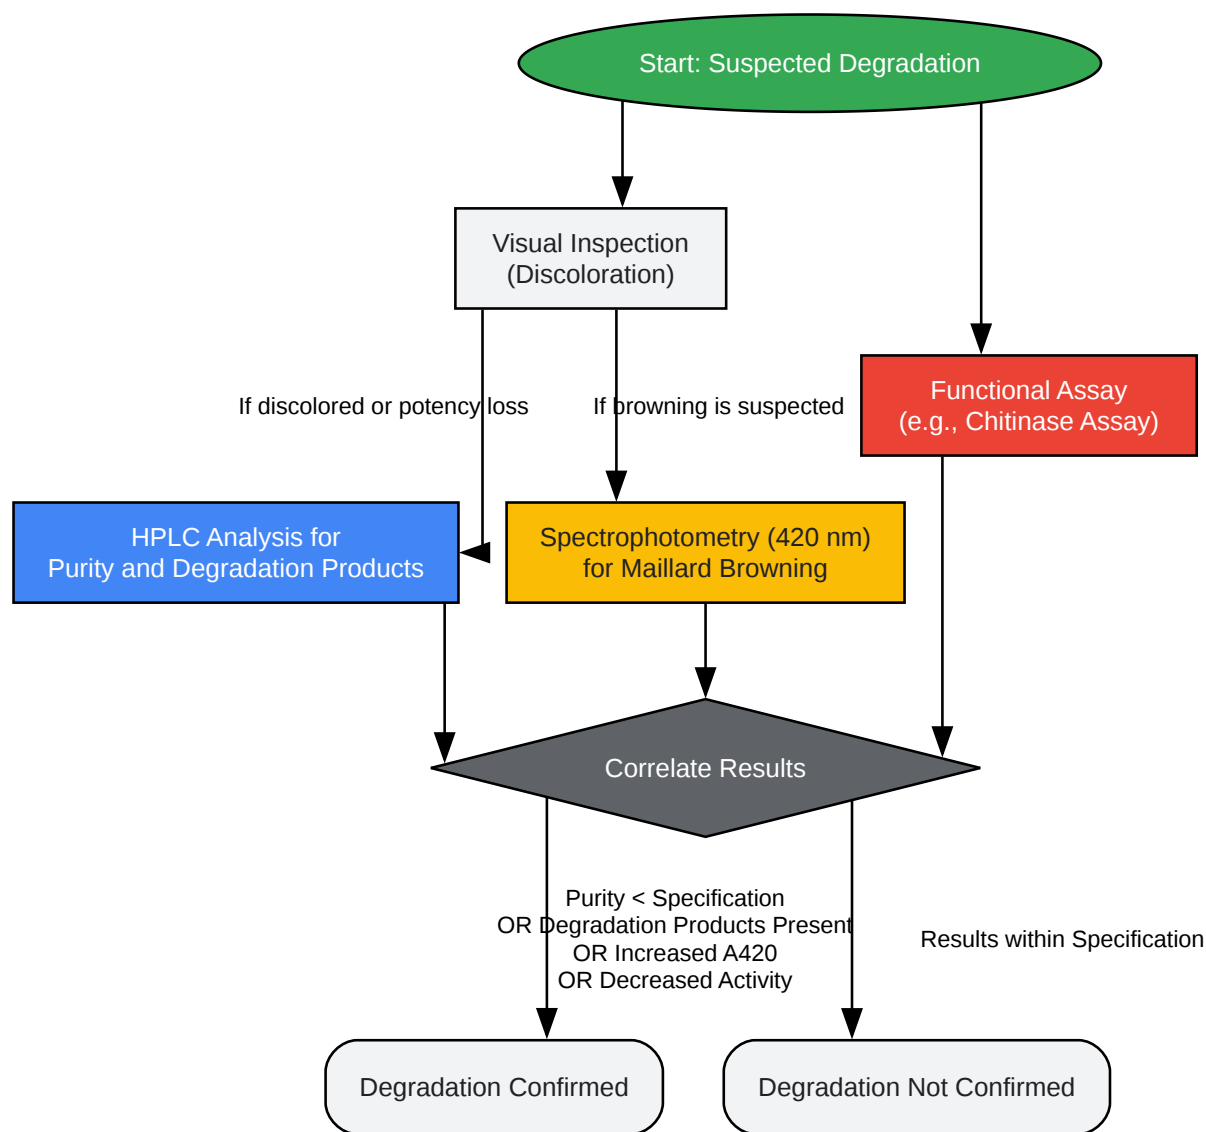 Start: Suspected Degradation
Visual Inspection
(Discoloration)
If discolored or potency loss
If browning is suspected
Functional Assay
(e.g., Chitinase Assay)
HPLC Analysis for
Purity and Degradation Products
Spectrophotometry (420 nm)
for Maillard Browning
Correlate Results
Purity < Specification
OR Degradation Products Present
OR Increased A420
OR Decreased Activity
Results within Specification
Degradation Confirmed
Degradation Not Confirmed